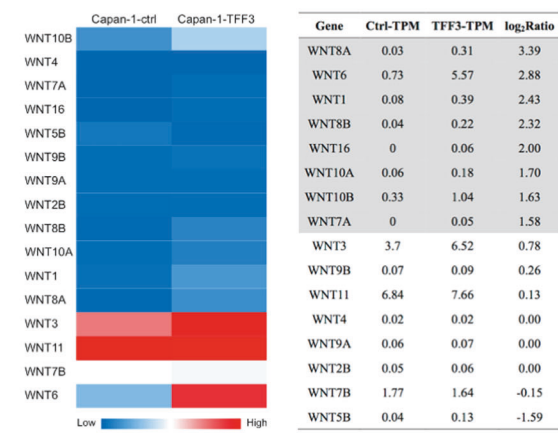 Capan-1-ctrl Capan-1-TFF3
WNT10B
WNT4
WNT7A
WNT16
WNT5B
WNT9B
WNT9A
WNT2B
WNT8B
WNT10A
WNT1
WNT8A
WNT3
WNT11
WNT7B
WNT6
Low High
Gene Ctrl-TPM TFF3-TPM log₂Ratio
WNT8A 0.03 0.31 3.39
WNT6 0.73 5.57 2.88
WNT1 0.08 0.39 2.43
WNT8B 0.04 0.22 2.32
WNT16 0 0.06 2.00
WNT10A 0.06 0.18 1.70
WNT10B 0.33 1.04 1.63
WNT7A 0 0.05 1.58
WNT3 3.7 6.52 0.78
WNT9B 0.07 0.09 0.26
WNT11 6.84 7.66 0.13
WNT4 0.02 0.02 0.00
WNT9A 0.06 0.07 0.00
WNT2B 0.05 0.06 0.00
WNT7B 1.77 1.64 -0.15
WNT5B 0.04 0.13 -1.59